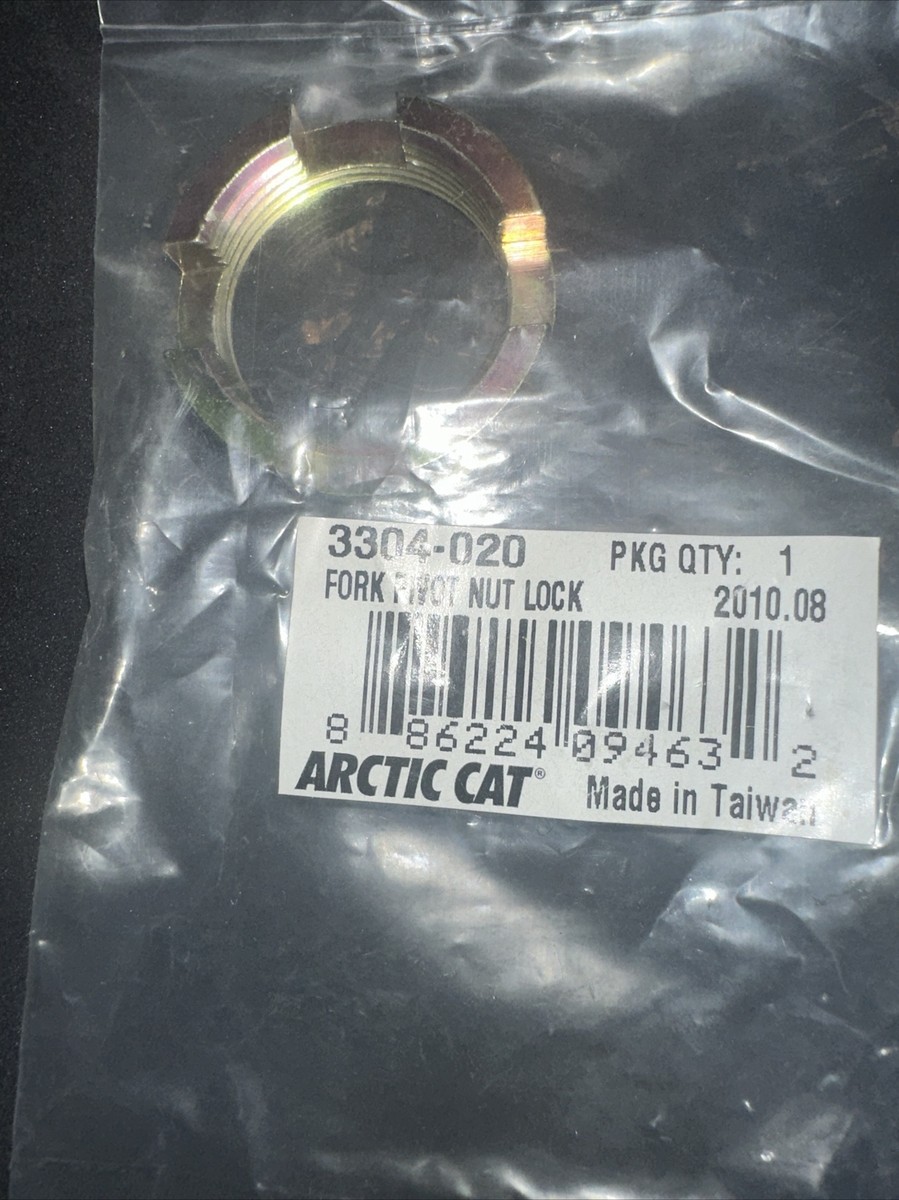 3304-020 PKG QTY: 1
FORK PIVOT NUT LOCK 2010.08
8 86224 09463 2
ARCTIC CAT® Made in Taiwan